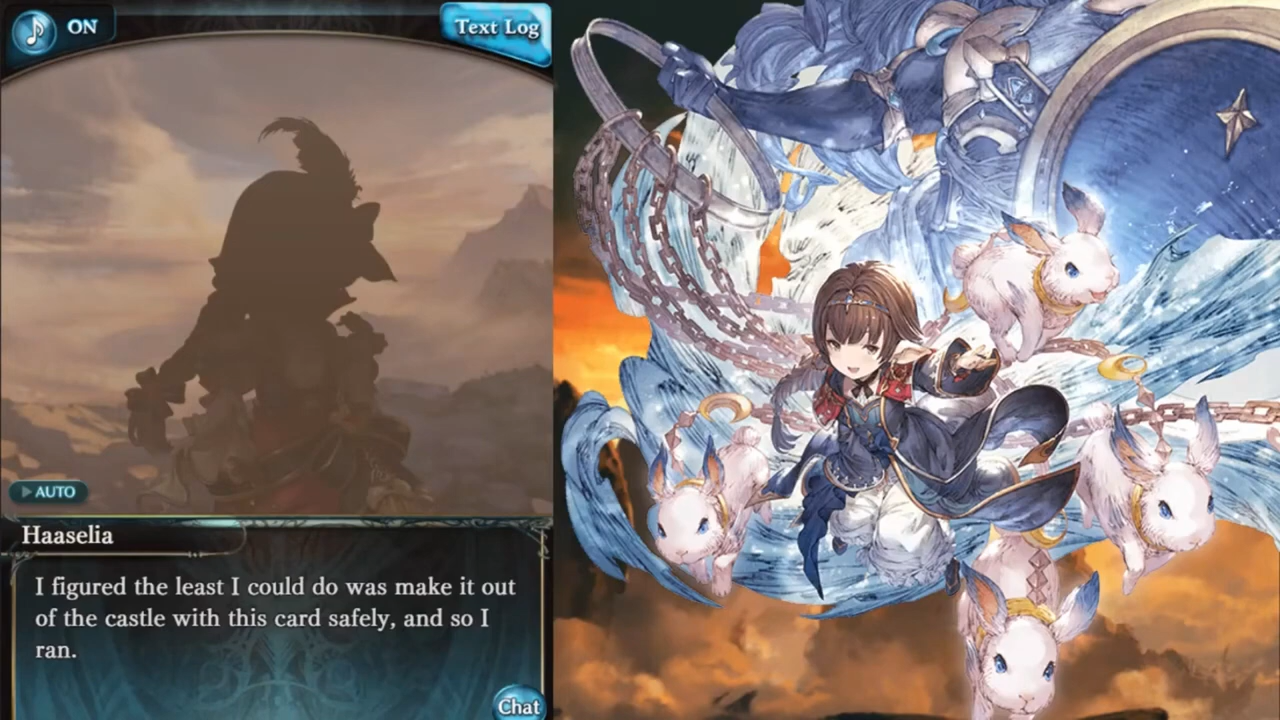 ON
Text Log
AUTO
Haaselia
I figured the least I could do was make it out
of the castle with this card safely, and so I
ran.
Chat